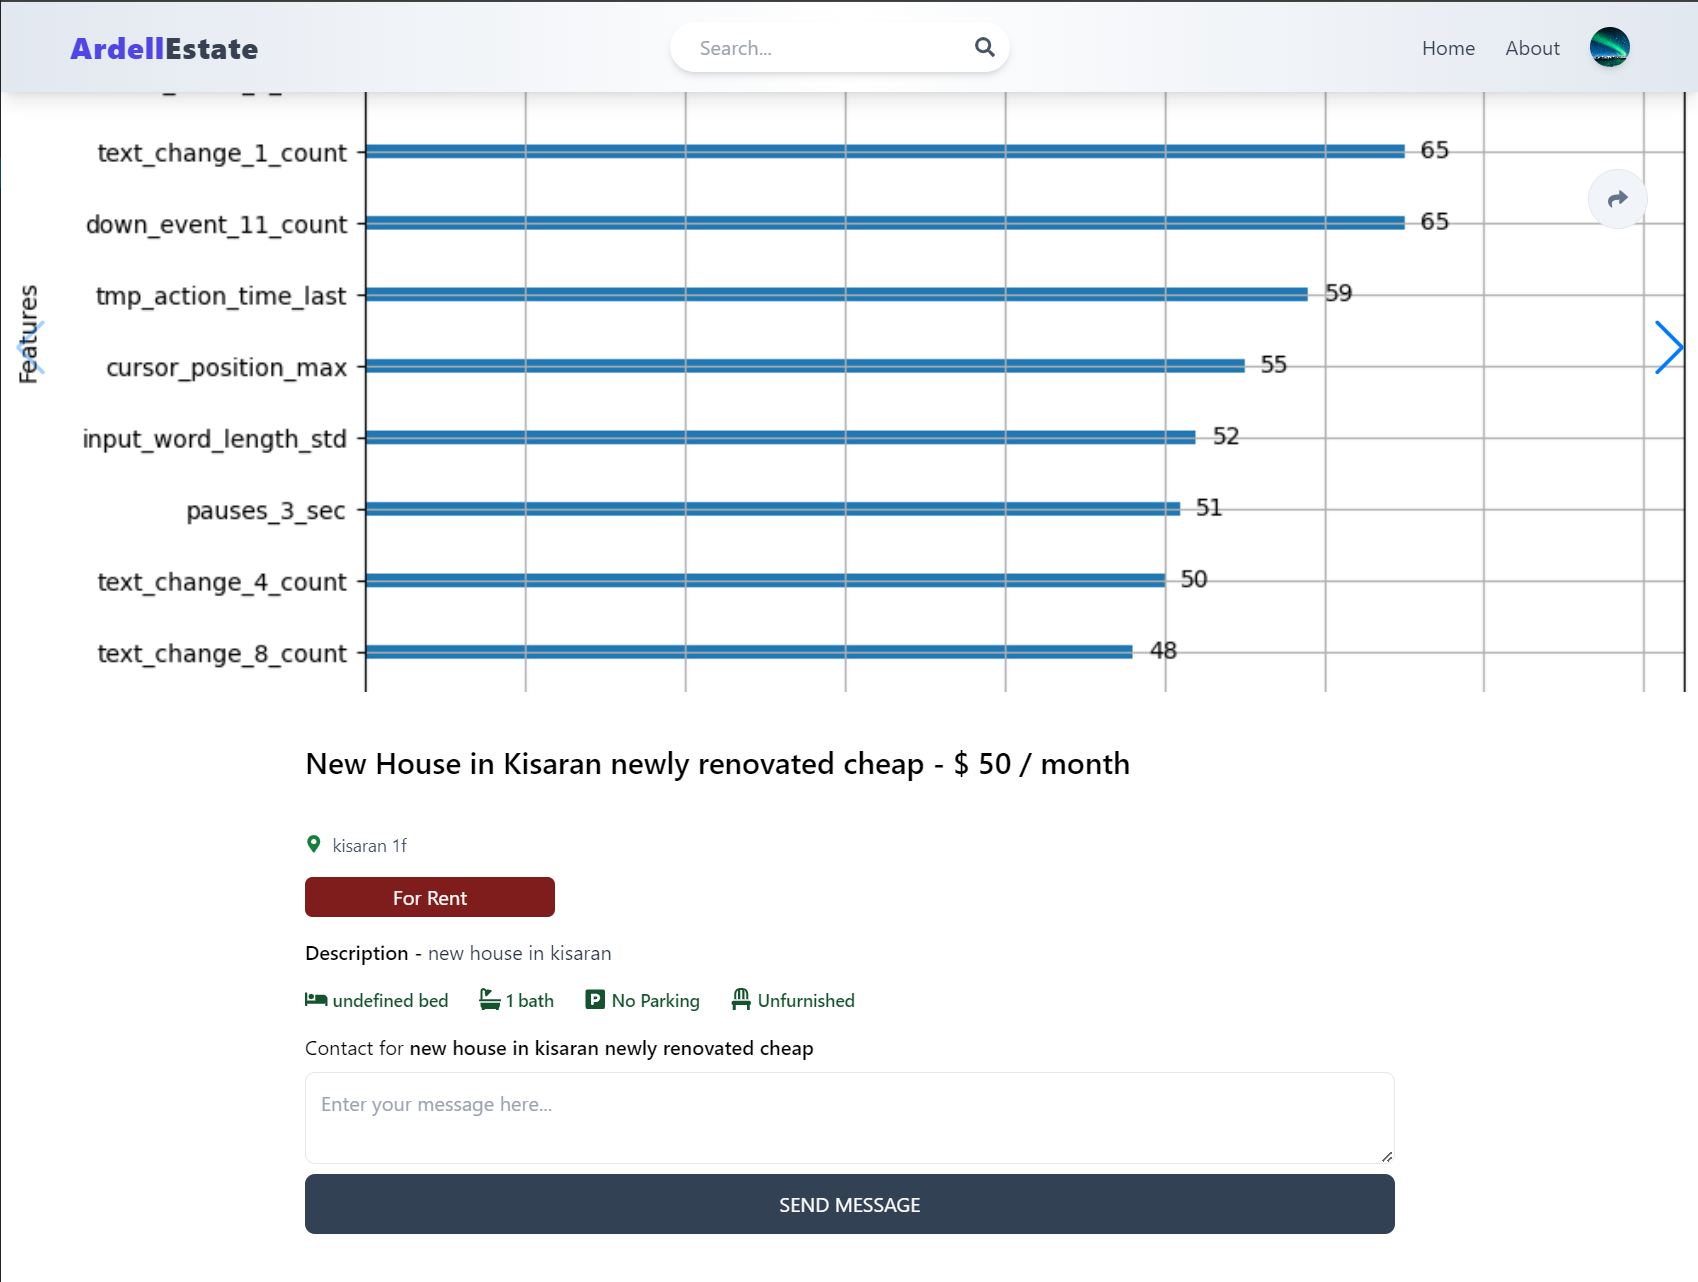 ArdellEstate
Search...
Home
About
text_change_1_count 65
down_event_11_count 65
tmp_action_time_last 59
cursor_position_max 55
input_word_length_std 52
pauses_3_sec 51
text_change_4_count 50
text_change_8_count 48
Features
New House in Kisaran newly renovated cheap - $ 50 / month
kisaran 1f
For Rent
Description - new house in kisaran
undefined bed 1 bath No Parking Unfurnished
Contact for new house in kisaran newly renovated cheap
Enter your message here...
SEND MESSAGE